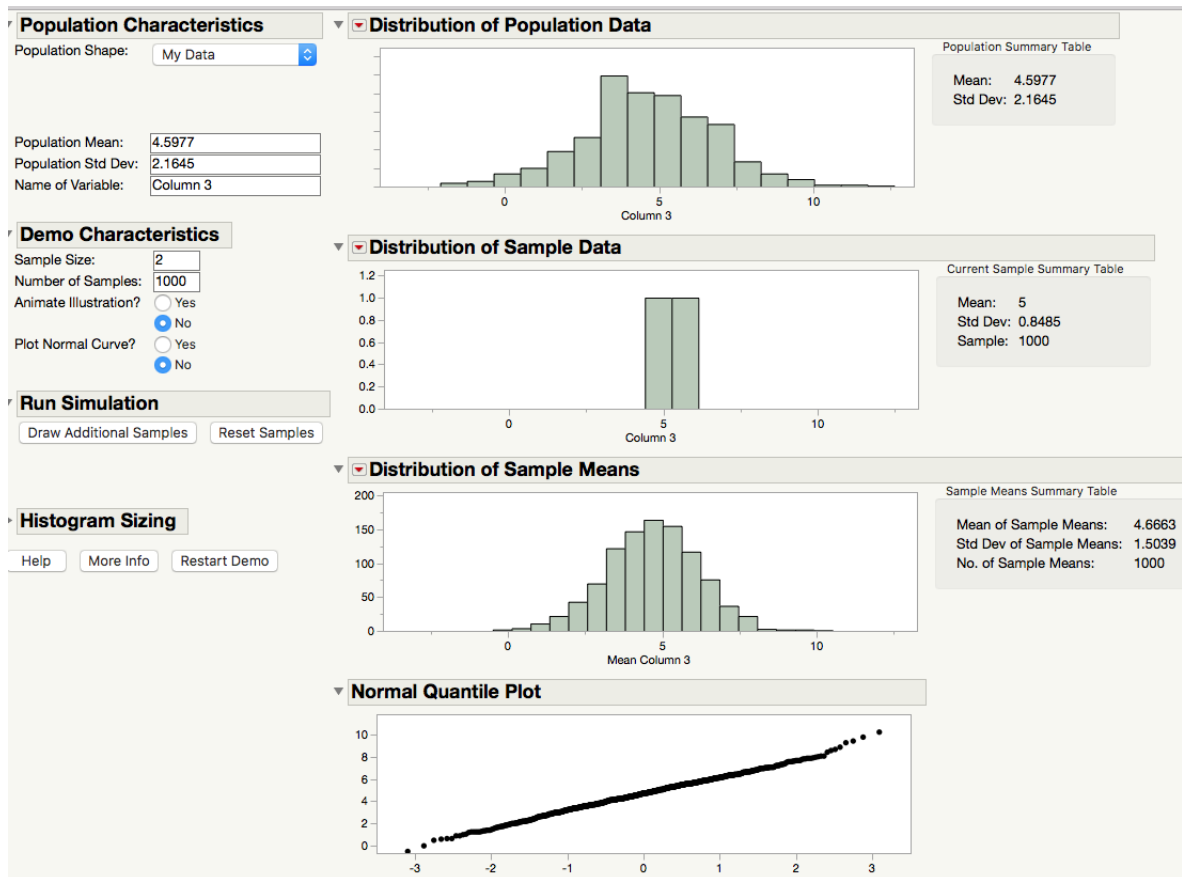 Population Characteristics
Population Shape: My Data
Population Mean: 4.5977
Population Std Dev: 2.1645
Name of Variable: Column 3
Demo Characteristics
Sample Size: 2
Number of Samples: 1000
Animate Illustration? Yes
No
Plot Normal Curve? Yes
No
Run Simulation
Draw Additional Samples Reset Samples
Histogram Sizing
Help More Info Restart Demo
Distribution of Population Data
0 5 10
Column 3
Population Summary Table
Mean: 4.5977
Std Dev: 2.1645
Distribution of Sample Data
1.2
1.0
0.8
0.6
0.4
0.2
0.0
0 5 10
Column 3
Current Sample Summary Table
Mean: 5
Std Dev: 0.8485
Sample: 1000
Distribution of Sample Means
200
150
100
50
0
0 5 10
Mean Column 3
Sample Means Summary Table
Mean of Sample Means: 4.6663
Std Dev of Sample Means: 1.5039
No. of Sample Means: 1000
Normal Quantile Plot
10
8
6
4
2
0
-3 -2 -1 0 1 2 3